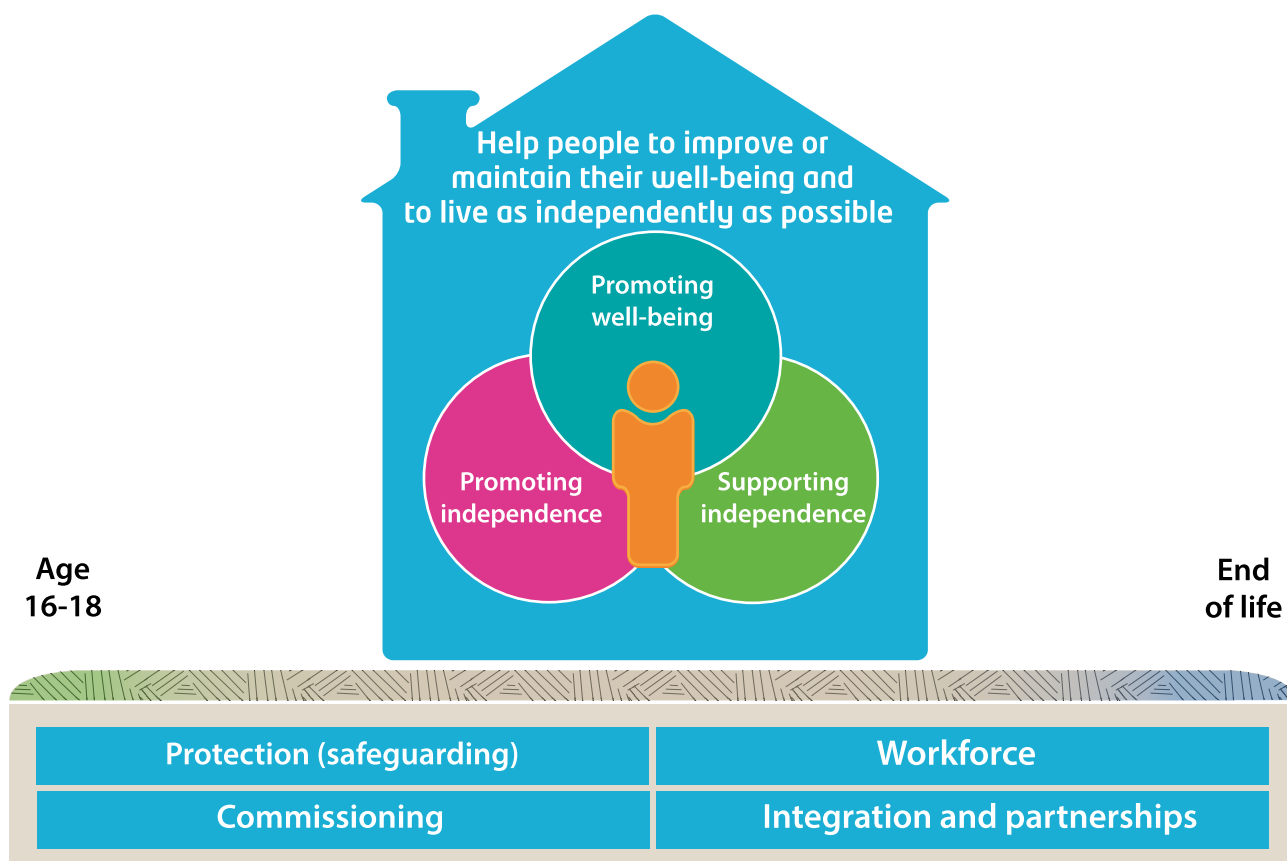 Help people to improve or
maintain their well-being and
to live as independently as possible
Promoting
well-being
Promoting
independence
Supporting
independence
Age
16-18
End
of life
Protection (safeguarding)
Workforce
Commissioning
Integration and partnerships